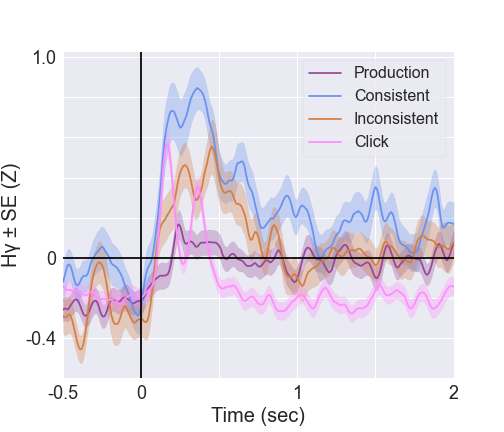 Production
Consistent
Inconsistent
Click
1.0
0
-0.4
Hγ ± SE (Z)
-0.5
0
1
2
Time (sec)